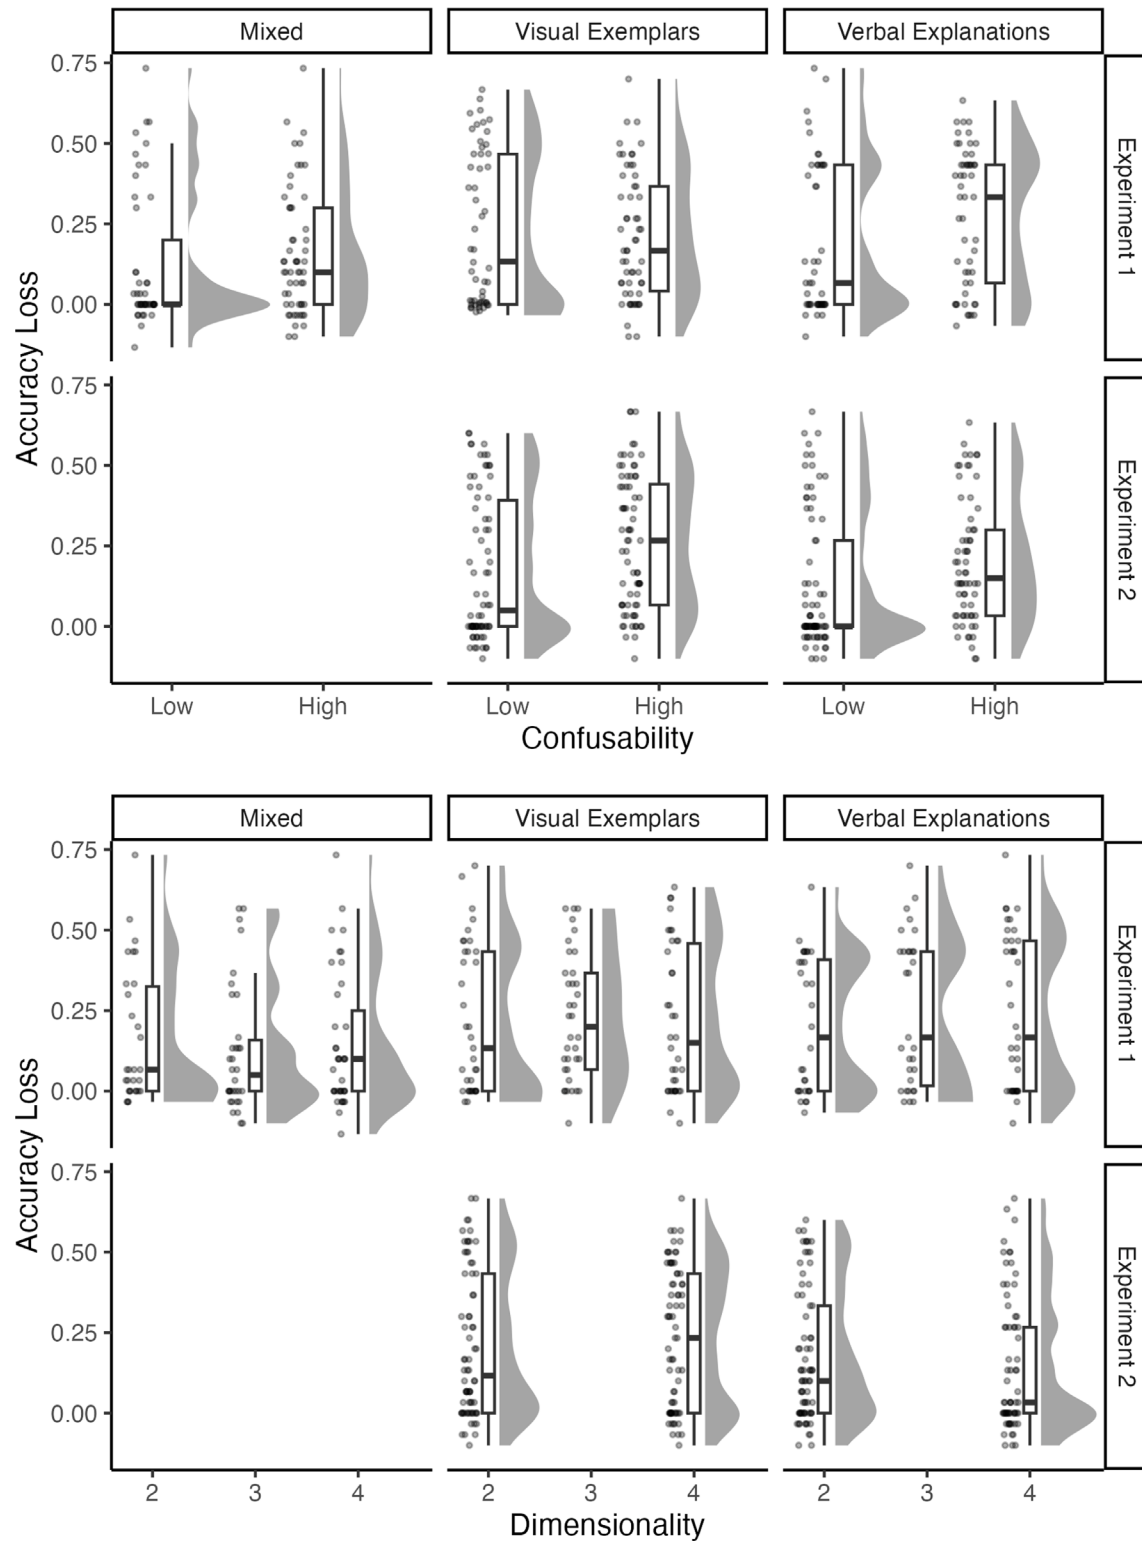 Mixed Visual Exemplars Verbal Explanations
0.75
0.50
0.25
0.00
Experiment 1
Accuracy Loss
0.75
0.50
0.25
0.00
Experiment 2
Low High Low High Low High
Confusability
Mixed Visual Exemplars Verbal Explanations
0.75
0.50
0.25
0.00
Experiment 1
Accuracy Loss
0.75
0.50
0.25
0.00
Experiment 2
2 3 4 2 3 4 2 3 4
Dimensionality